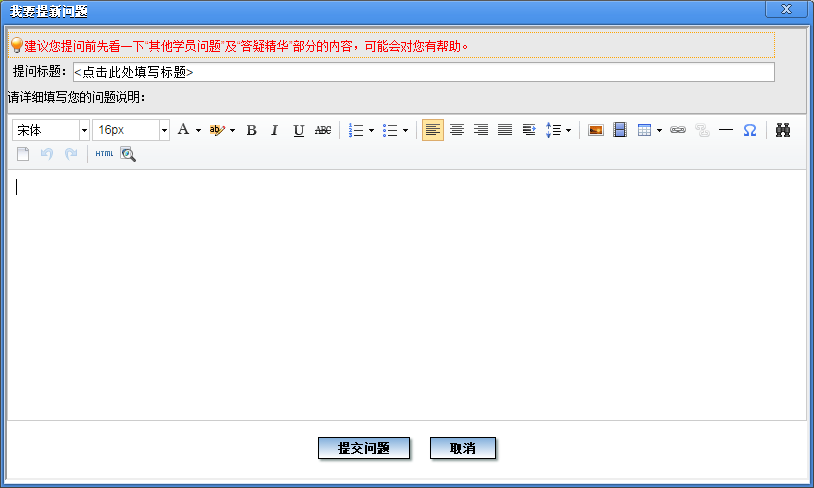 我要提新问题
X
建议您提问前先看一下“其他学员问题”及“答疑精华”部分的内容，可能会对您有帮助。
提问标题：<点击此处填写标题>
请详细填写您的问题说明：
宋体 16px A ab B I U ABC Ω
HTML
提交问题 取消